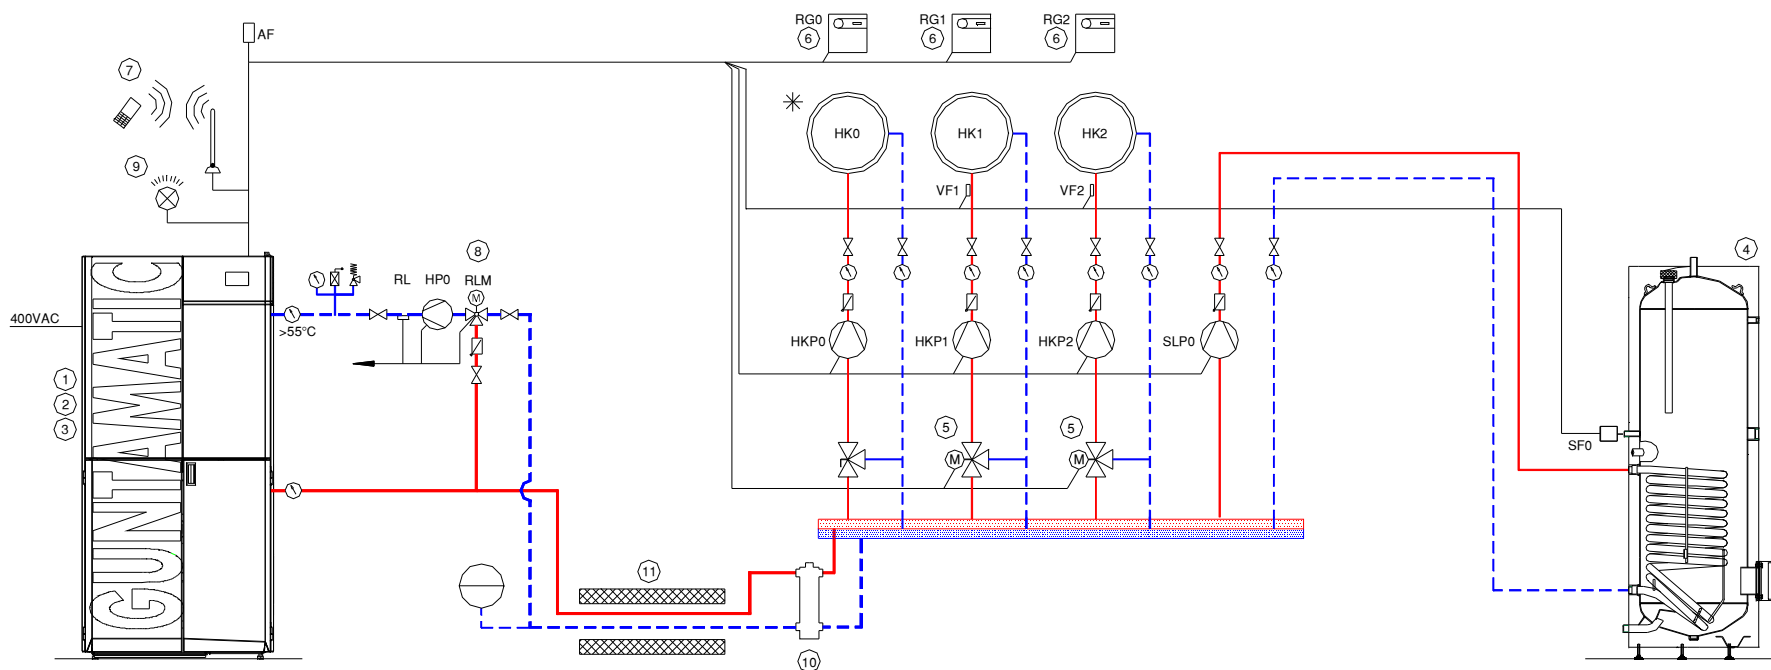 AF
RG0
6
RG1
6
RG2
6
7
9
HK0
HK1
HK2
VF1
VF2
4
8
RL
HP0
RLM
M
400VAC
>55°C
HKP0
HKP1
HKP2
SLP0
1
2
3
GUNTAMATIC
5
M
5
M
SF0
11
10